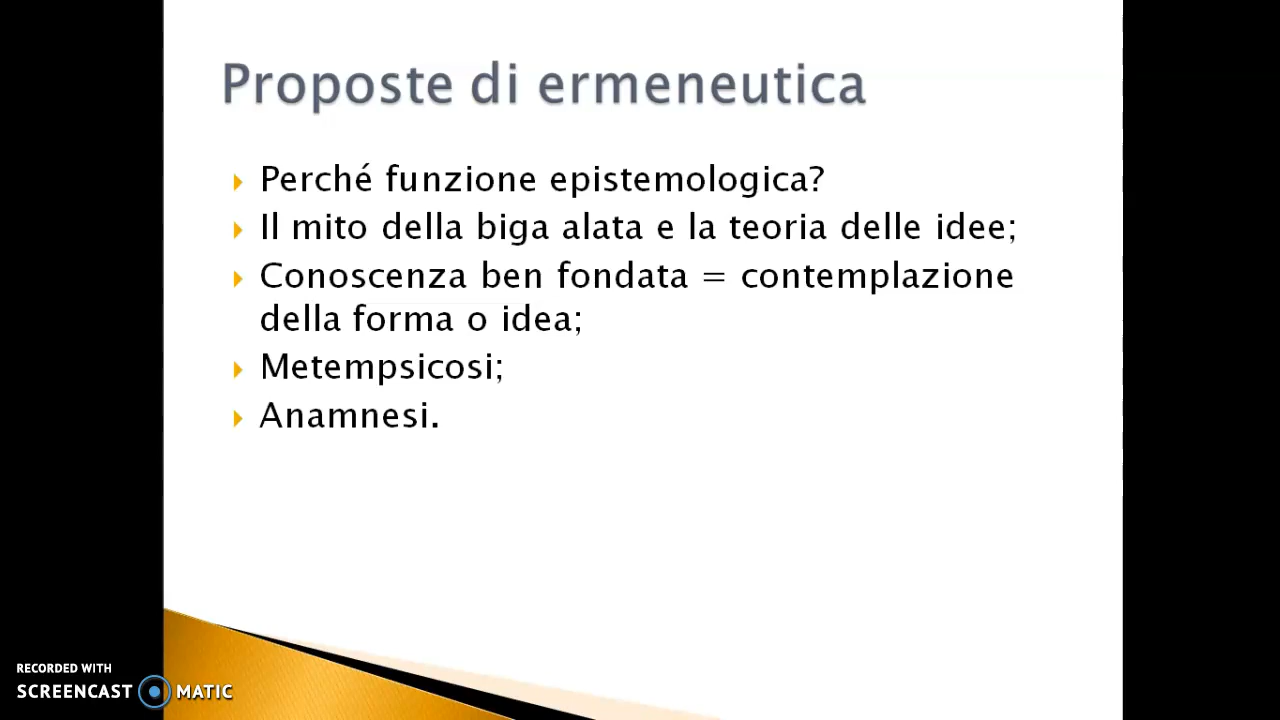 Proposte di ermeneutica
Perché funzione epistemologica?
Il mito della biga alata e la teoria delle idee;
Conoscenza ben fondata = contemplazione
della forma o idea;
Metempsicosi;
Anamnesi.
RECORDED WITH
SCREENCAST MATIC